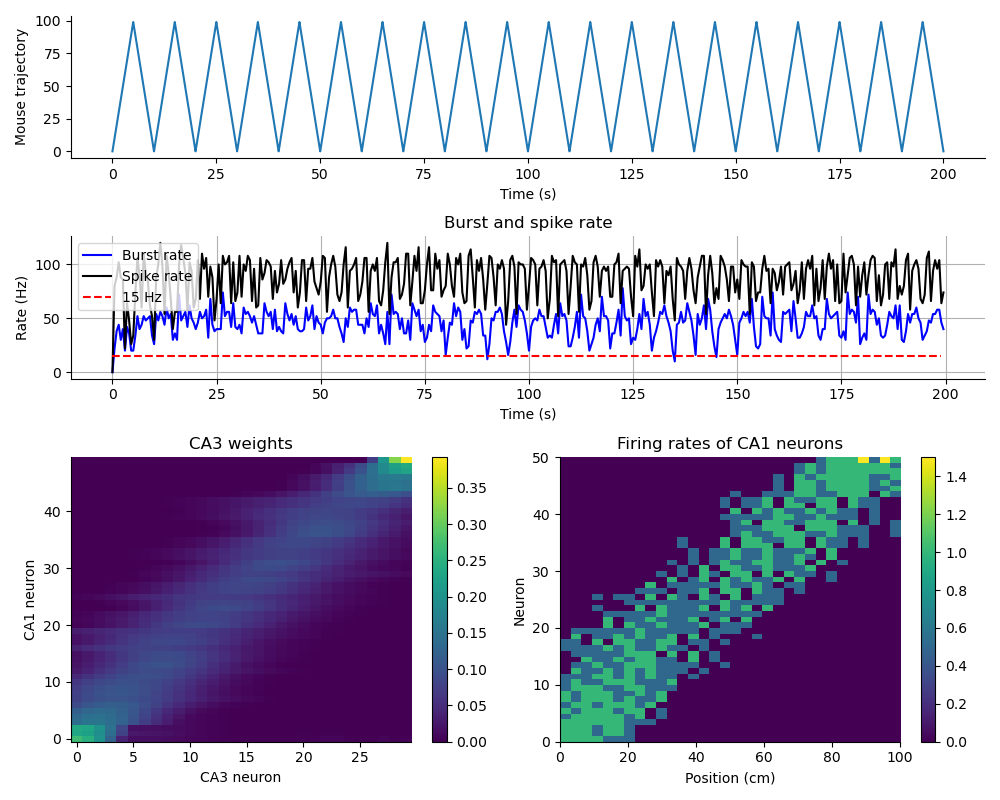 Mouse trajectory
100
75
50
25
0
0 25 50 75 100 125 150 175 200
Time (s)
Burst and spike rate
Rate (Hz)
100
50
0
Burst rate
Spike rate
15 Hz
0 25 50 75 100 125 150 175 200
Time (s)
CA3 weights
CA1 neuron
40
30
20
10
0
0 5 10 15 20 25
CA3 neuron
0.35
0.30
0.25
0.20
0.15
0.10
0.05
0.00
Firing rates of CA1 neurons
Neuron
50
40
30
20
10
0
0 20 40 60 80 100
Position (cm)
1.4
1.2
1.0
0.8
0.6
0.4
0.2
0.0